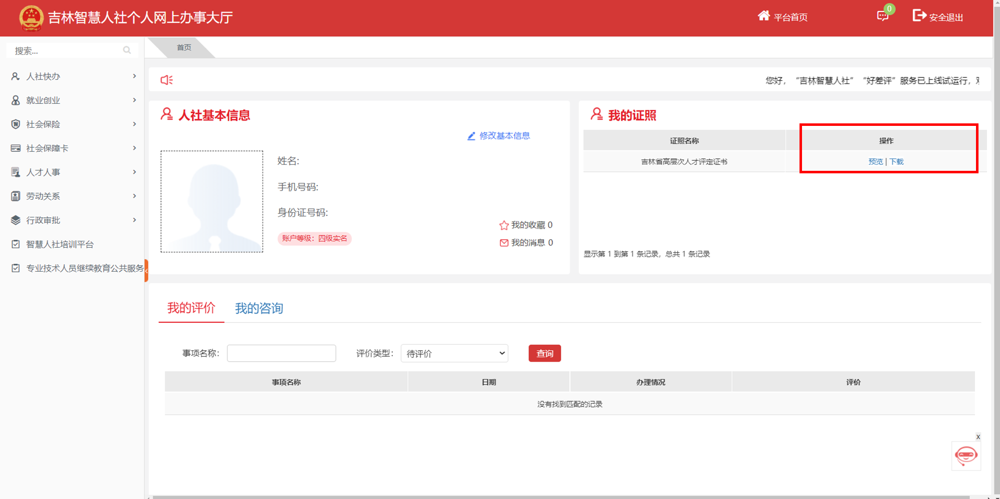 吉林智慧人社个人网上办事大厅
平台首页
0
安全退出
搜索...
首页
人社快办
就业创业
社会保险
社会保障卡
人才人事
劳动关系
行政审批
智慧人社培训平台
专业技术人员继续教育公共服务
您好，“吉林智慧人社”“好差评”服务已上线试运行，
人社基本信息
修改基本信息
姓名:
手机号码:
身份证号码:
账户等级：四级实名
我的收藏 0
我的消息 0
我的证照
证照名称 操作
吉林省高层次人才评定证书 预览 | 下载
显示第 1 到第 1 条记录，总共 1 条记录
我的评价 我的咨询
事项名称： 评价类型： 待评价 查询
事项名称 日期 办理情况 评价
没有找到匹配的记录
x